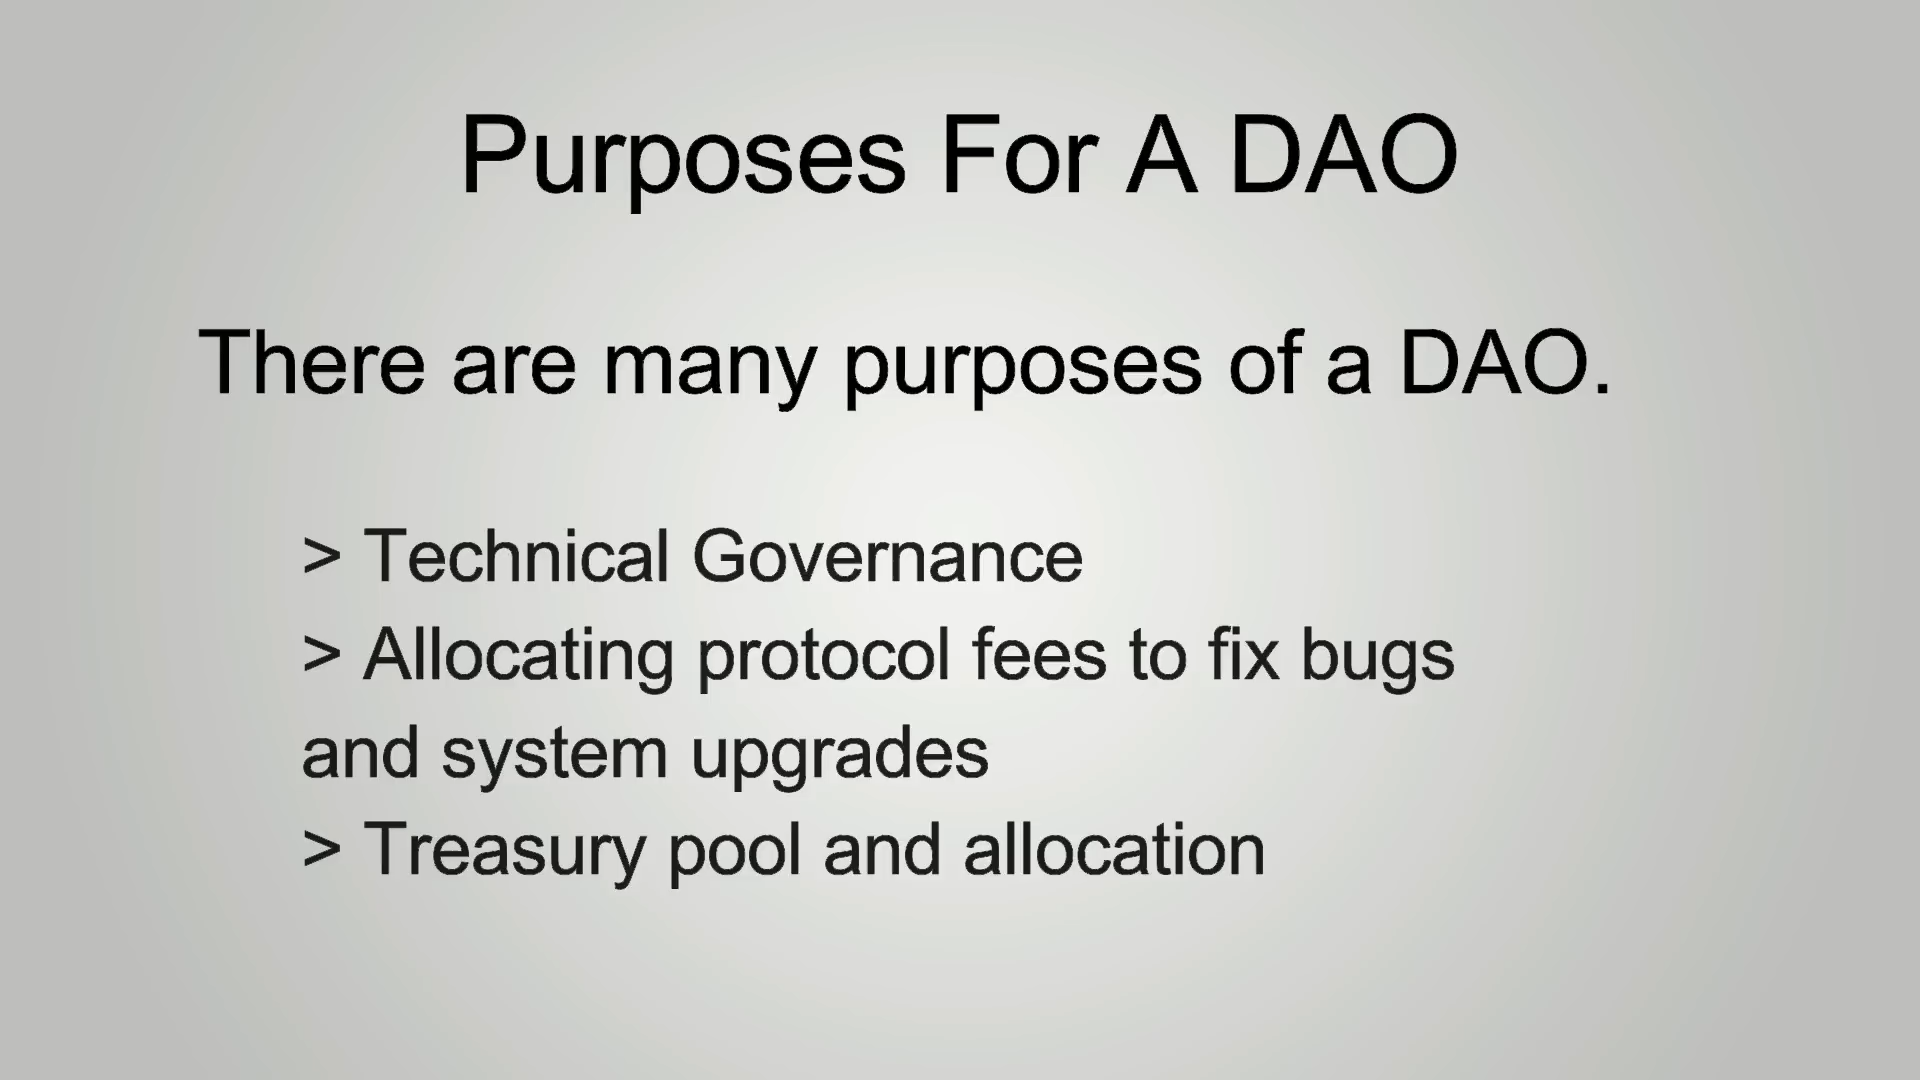 Purposes For A DAO
There are many purposes of a DAO.
> Technical Governance
> Allocating protocol fees to fix bugs
and system upgrades
> Treasury pool and allocation